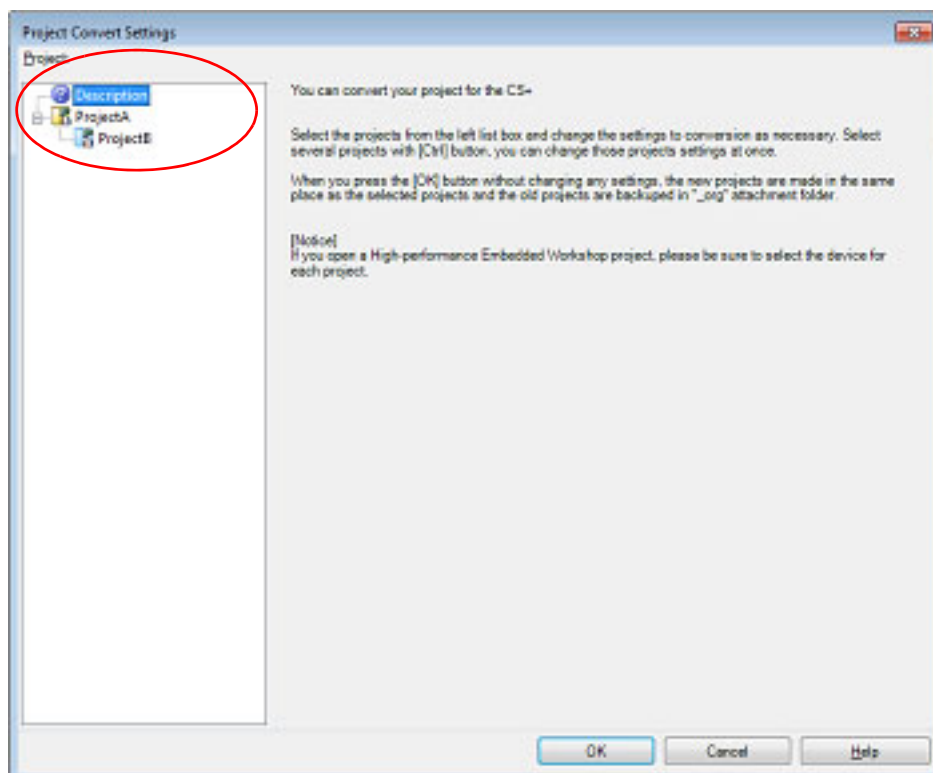 Project Convert Settings
Project:
Description
ProjectA
ProjectB
You can convert your project for the CS+
Select the projects from the left list box and change the settings to conversion as necessary. Select
several projects with [Ctrl] button, you can change those projects settings at once.
When you press the [OK] button without changing any settings, the new projects are made in the same
place as the selected projects and the old projects are backuped in "_org" attachment folder.
[Notice]
If you open a High-performance Embedded Workshop project, please be sure to select the device for
each project.
OK
Cancel
Help